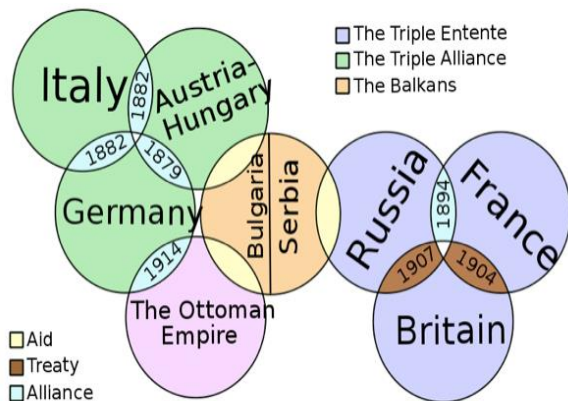 The Triple Entente
The Triple Alliance
The Balkans
Italy
1882
Austria-
Hungary
1882
1879
Germany
Bulgaria
Serbia
Russia
1894
France
1914
1907
1904
The Ottoman
Empire
Britain
Aid
Treaty
Alliance